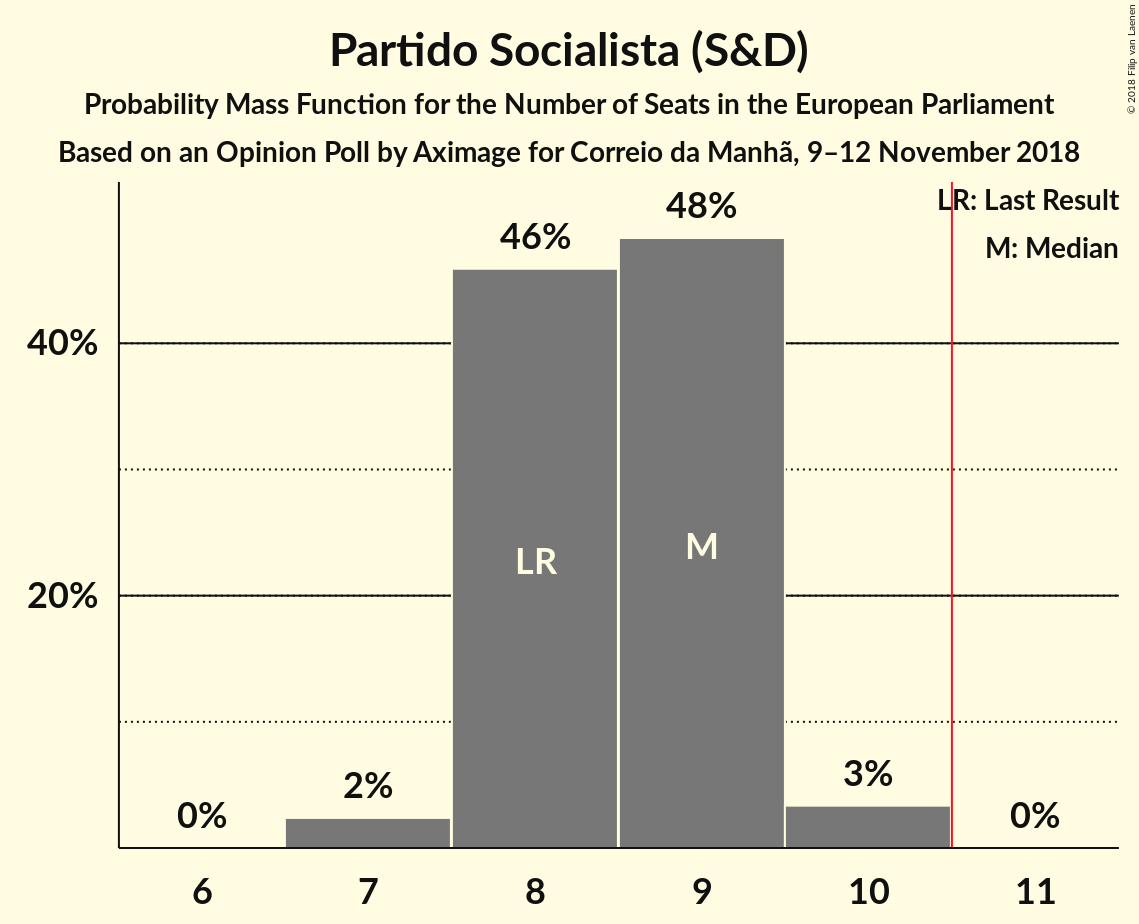 Partido Socialista (S&D)
Probability Mass Function for the Number of Seats in the European Parliament
Based on an Opinion Poll by Aximage for Correio da Manhã, 9–12 November 2018
© 2018 Filip van Laenen
LR: Last Result
M: Median
48%
46%
40%
LR
M
20%
3%
2%
0%
0%
6
7
8
9
10
11